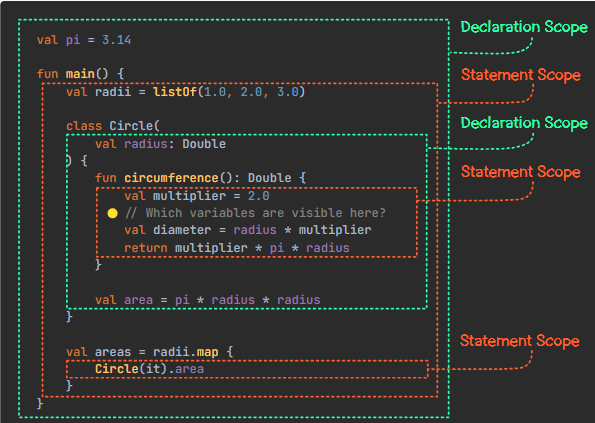 Declaration Scope
val pi = 3.14
Statement Scope
fun main() {
val radii = listOf(1.0, 2.0, 3.0)
Declaration Scope
class Circle(
val radius: Double
) {
Statement Scope
fun circumference(): Double {
val multiplier = 2.0
// Which variables are visible here?
val diameter = radius * multiplier
return multiplier * pi * radius
}
val area = pi * radius * radius
}
Statement Scope
val areas = radii.map {
Circle(it).area
}
}